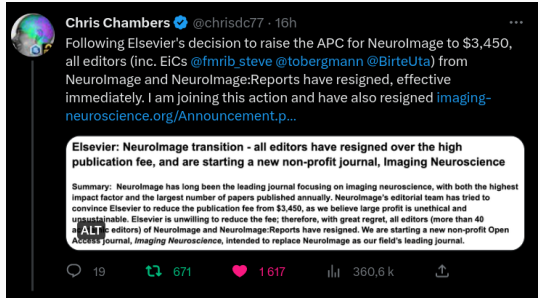 Chris Chambers @chrisdc77 · 16h
Following Elsevier's decision to raise the APC for NeuroImage to $3,450,
all editors (inc. EiCs @fmrib_steve @tobergmann @BirteUta) from
NeuroImage and NeuroImage:Reports have resigned, effective
immediately. I am joining this action and have also resigned imaging-
neuroscience.org/Announcement.p...
Elsevier: NeuroImage transition - all editors have resigned over the high
publication fee, and are starting a new non-profit journal, Imaging Neuroscience
Summary: NeuroImage has long been the leading journal focusing on imaging neuroscience, with both the highest
impact factor and the largest number of papers published annually. NeuroImage's editorial team has tried to
convince Elsevier to reduce the publication fee from $3,450, as we believe large profit is unethical and
unsustainable. Elsevier is unwilling to reduce the fee; therefore, with great regret, all editors (more than 40
editors) of NeuroImage and NeuroImage:Reports have resigned. We are starting a new non-profit Open
Access journal, Imaging Neuroscience, intended to replace NeuroImage as our field's leading journal.
ALT
19 671 1 617 360,6 k